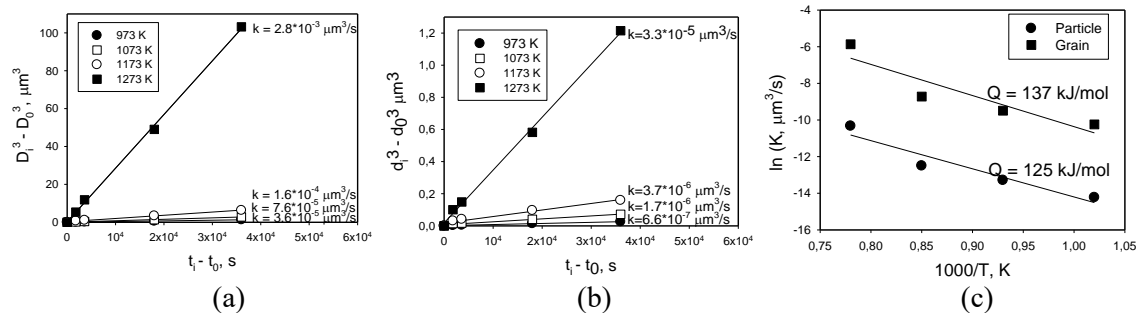 D_i^3 - D_0^3, µm^3
100
80
60
40
20
0
973 K
1073 K
1173 K
1273 K
k = 2.8*10^-3 µm^3/s
k = 1.6*10^-4 µm^3/s
k = 7.6*10^-5 µm^3/s
k = 3.6*10^-5 µm^3/s
0 1x10^4 2x10^4 3x10^4 4x10^4 5x10^4 6x10^4
t_i - t_0, s
(a)
d_i^3 - d_0^3 µm^3
1,2
0,8
0,6
0,4
0,2
0,0
973 K
1073 K
1173 K
1273 K
k=3.3*10^-5 µm^3/s
k=3.7*10^-6 µm^3/s
k=1.7*10^-6 µm^3/s
k=6.6*10^-7 µm^3/s
0 1x10^4 2x10^4 3x10^4 4x10^4 5x10^4 6x10^4
t_i - t_0, s
(b)
ln (K, µm^3/s)
-4
-6
-8
-10
-12
-14
-16
Particle
Grain
Q = 137 kJ/mol
Q = 125 kJ/mol
0,75 0,80 0,85 0,90 0,95 1,00 1,05
1000/T, K
(c)